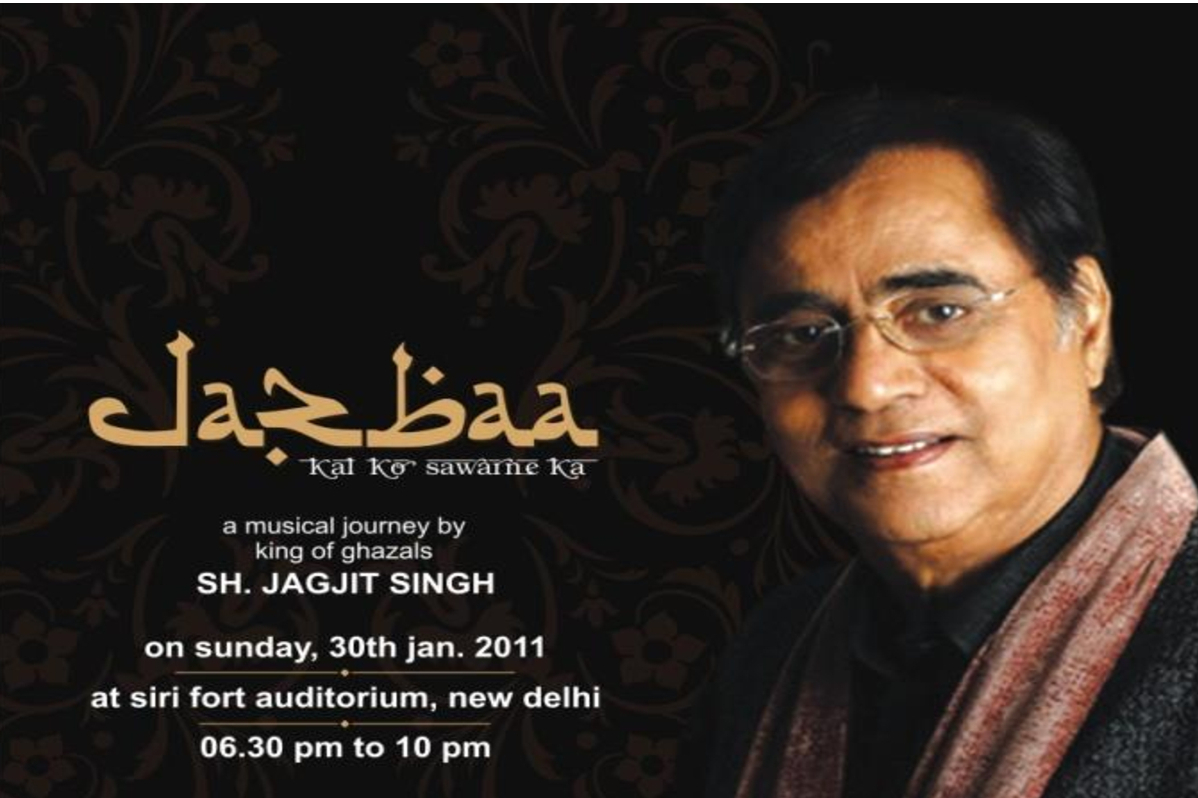 Jazbaa
kal ko sawarne ka
a musical journey by
king of ghazals
SH. JAGJIT SINGH
on sunday, 30th jan. 2011
at siri fort auditorium, new delhi
06.30 pm to 10 pm